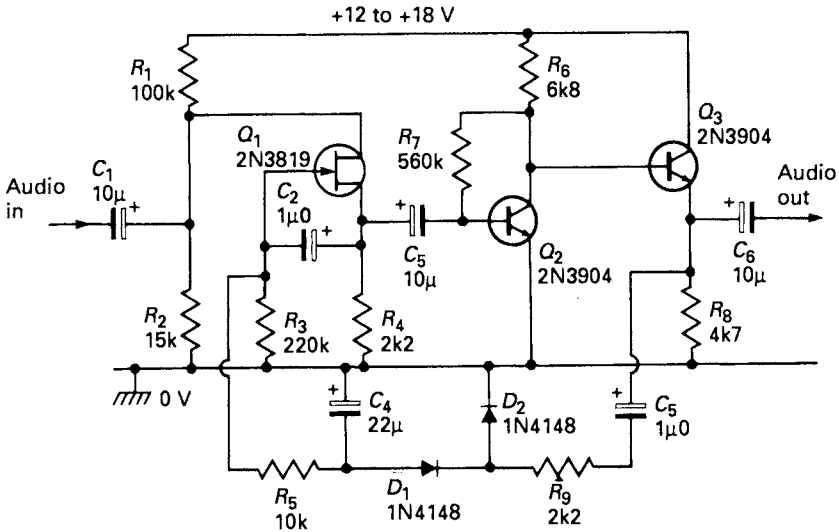 +12 to +18 V
R1
100k
R6
6k8
Q3
2N3904
Q1
2N3819
R7
560k
C1
10μ
Audio
in
C2
1μ0
Audio
out
C5
10μ
Q2
2N3904
C6
10μ
R2
15k
R3
220k
R4
2k2
R8
4k7
0 V
C4
22μ
D2
1N4148
C5
1μ0
R5
10k
D1
1N4148
R9
2k2
+
+
+
+
+
+